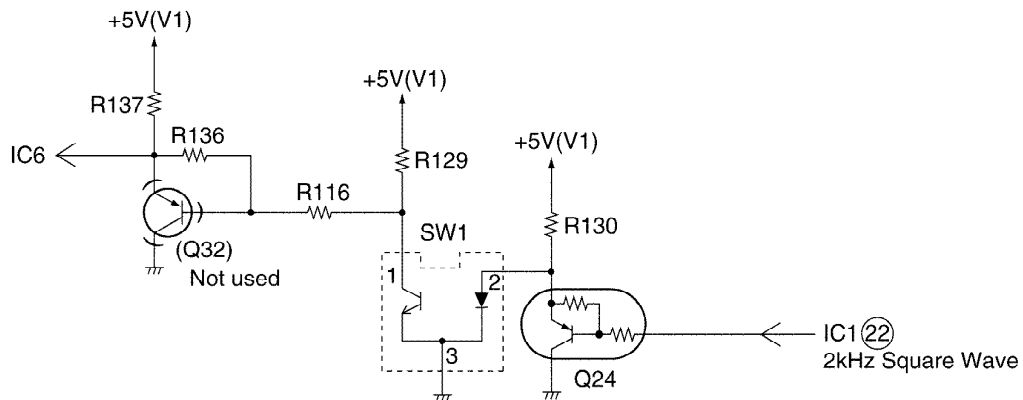 +5V(V1)
R137
IC6
R136
(Q32)
Not used
R116
+5V(V1)
R129
SW1
1
2
3
+5V(V1)
R130
Q24
IC1 22
2kHz Square Wave